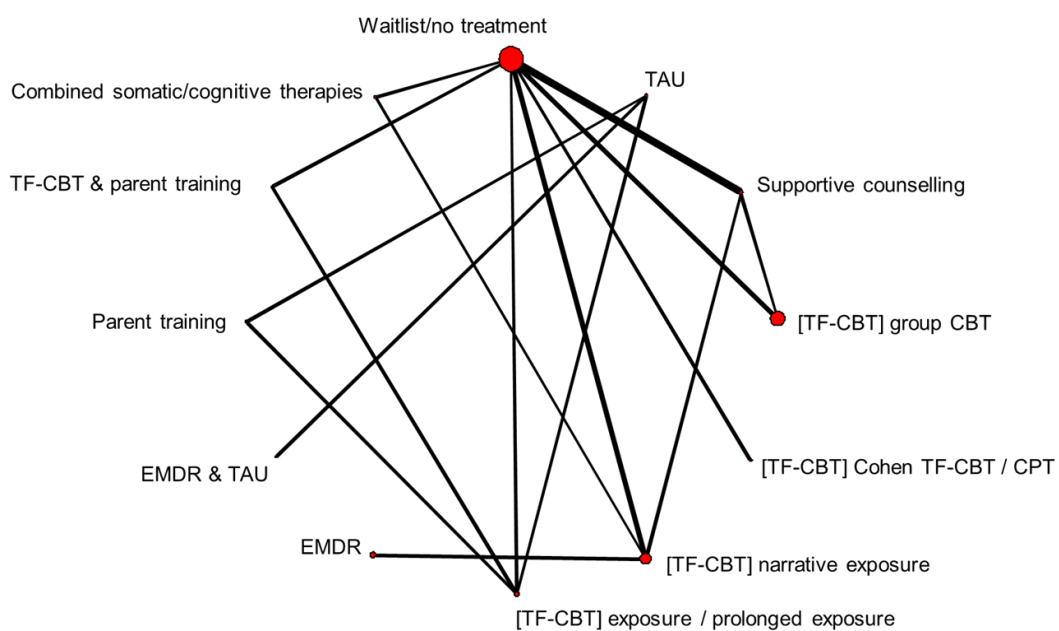 Waitlist/no treatment
TAU
Combined somatic/cognitive therapies
TF-CBT & parent training
Supportive counselling
Parent training
[TF-CBT] group CBT
EMDR & TAU
[TF-CBT] Cohen TF-CBT / CPT
EMDR
[TF-CBT] narrative exposure
[TF-CBT] exposure / prolonged exposure